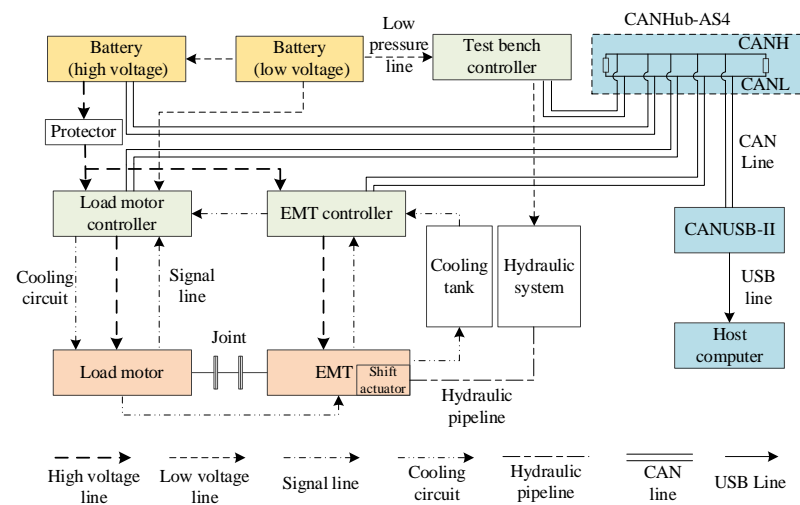 CANHub-AS4
Battery
(high voltage)
Battery
(low voltage)
Low
pressure
line
Test bench
controller
CANH
CANL
Protector
CAN
Line
Load motor
controller
EMT controller
Cooling
tank
Hydraulic
system
CANUSB-II
Cooling
circuit
Signal
line
USB
line
Joint
Host
computer
Load motor
EMT
Shift
actuator
Hydraulic
pipeline
High voltage
line
Low voltage
line
Signal line
Cooling
circuit
Hydraulic
pipeline
CAN
line
USB Line